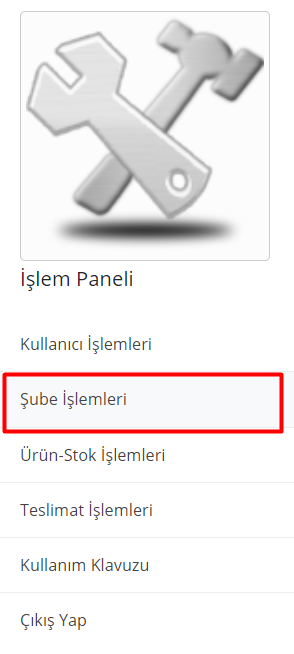 İşlem Paneli
Kullanıcı İşlemleri
Şube İşlemleri
Ürün-Stok İşlemleri
Teslimat İşlemleri
Kullanım Klavuzu
Çıkış Yap